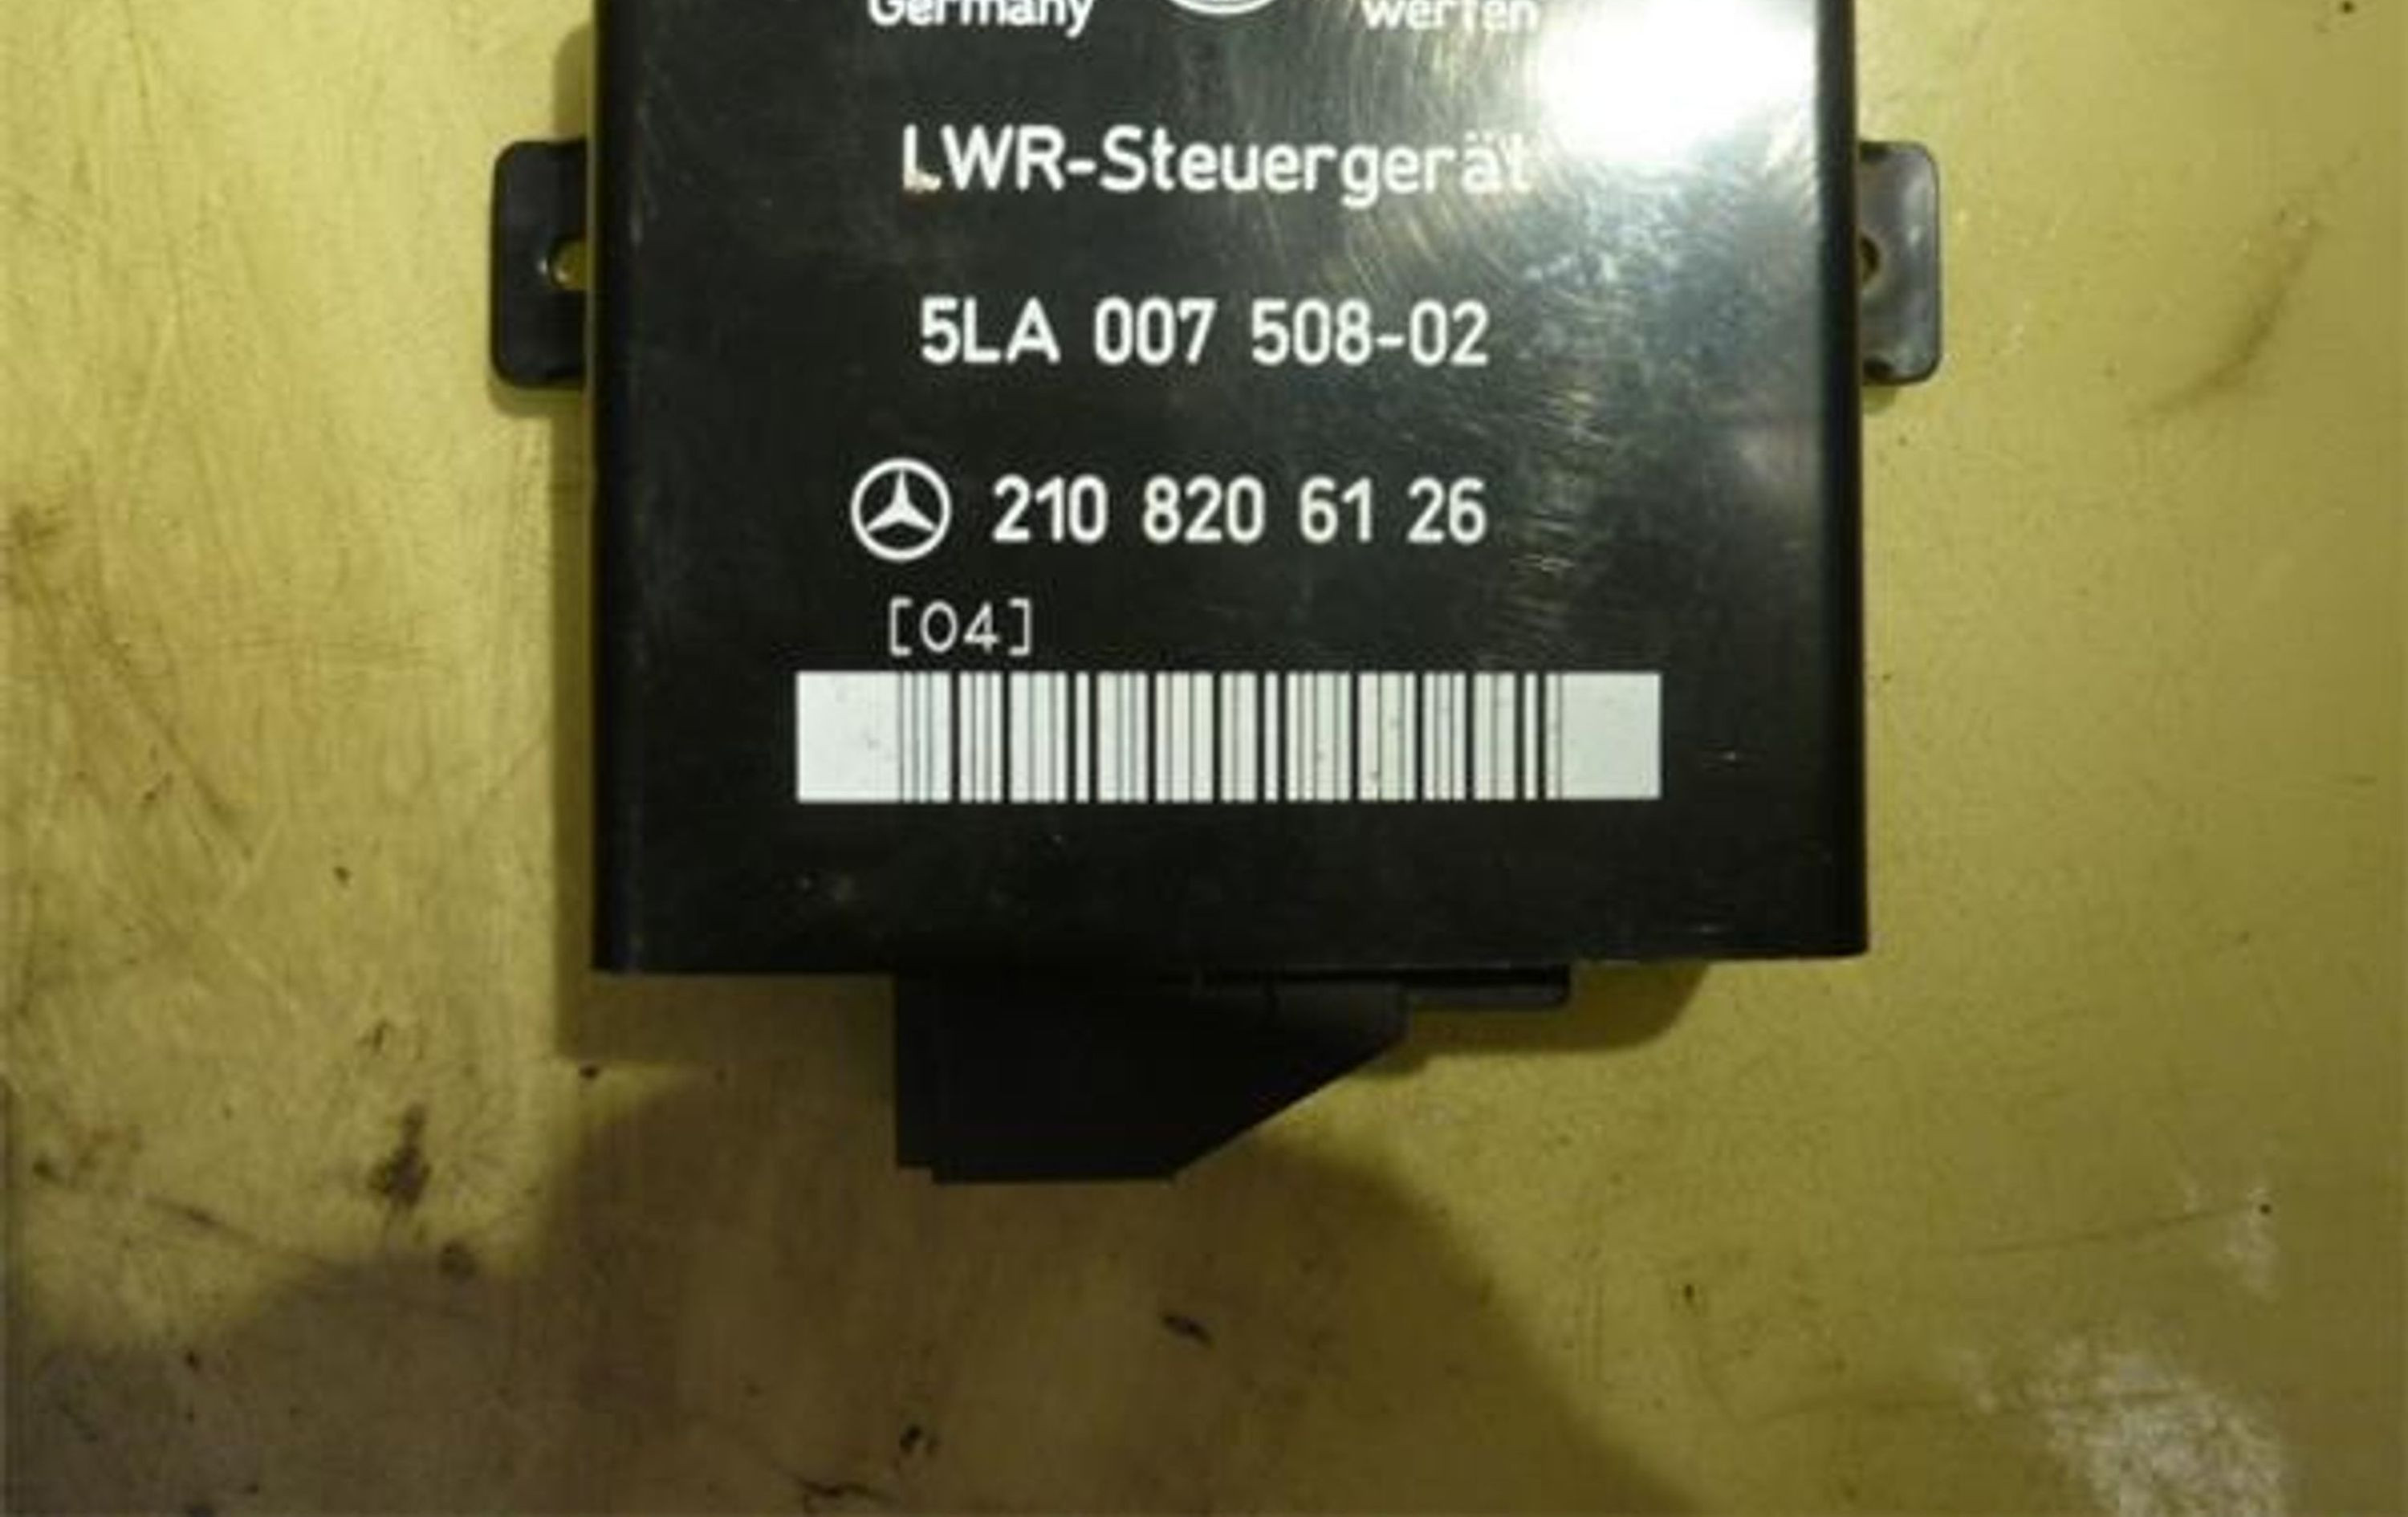 Germany werfen
LWR-Steuergerät
5LA 007 508-02
210 820 61 26
[04]